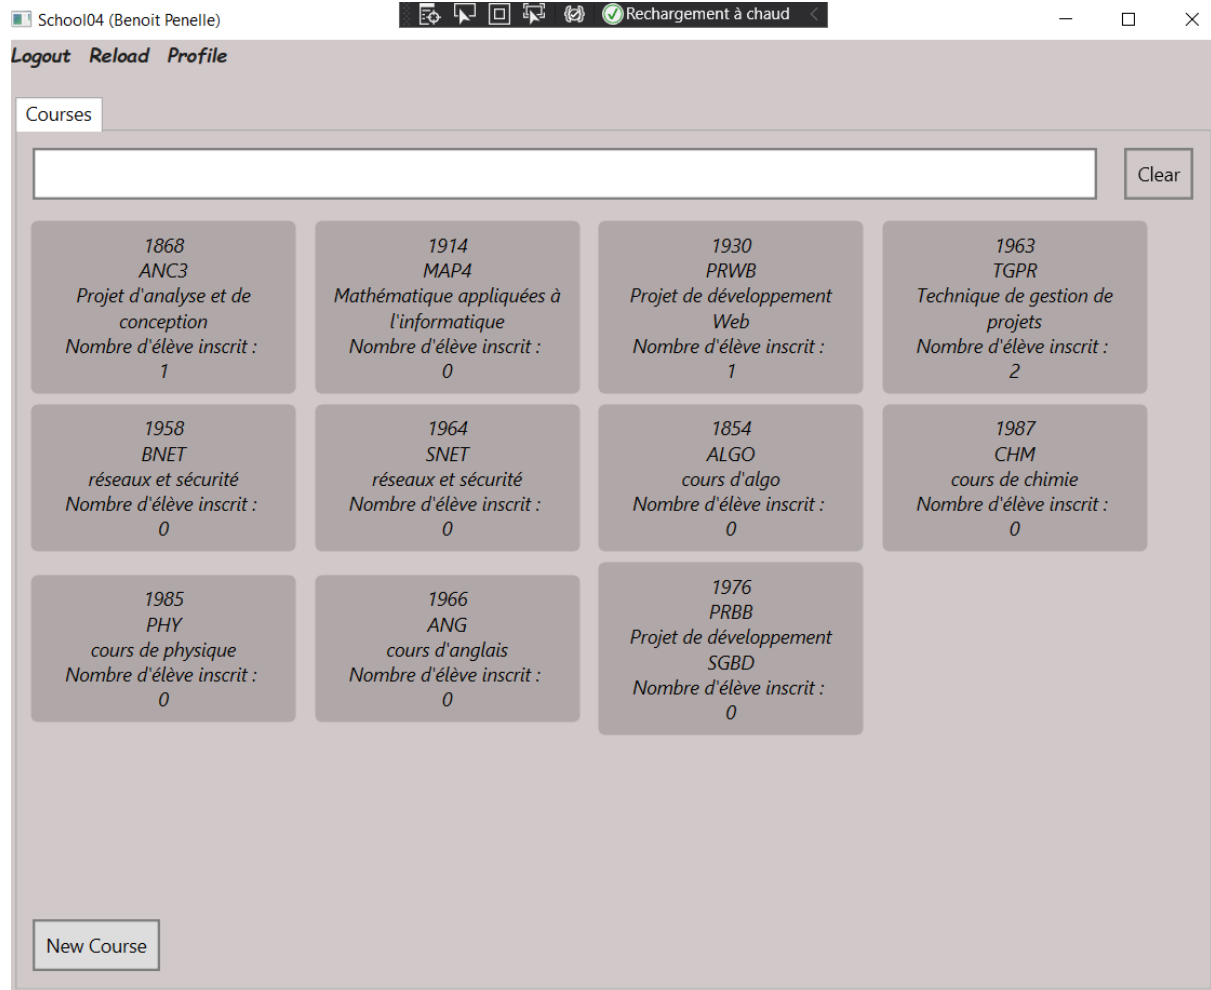 School04 (Benoit Penelle)
Rechargement à chaud
Logout Reload Profile
Courses
Clear
1868
ANC3
Projet d'analyse et de
conception
Nombre d'élève inscrit :
1
1914
MAP4
Mathématique appliquées à
l'informatique
Nombre d'élève inscrit :
0
1930
PRWB
Projet de développement
Web
Nombre d'élève inscrit :
1
1963
TGPR
Technique de gestion de
projets
Nombre d'élève inscrit :
2
1958
BNET
réseaux et sécurité
Nombre d'élève inscrit :
0
1964
SNET
réseaux et sécurité
Nombre d'élève inscrit :
0
1854
ALGO
cours d'algo
Nombre d'élève inscrit :
0
1987
CHM
cours de chimie
Nombre d'élève inscrit :
0
1985
PHY
cours de physique
Nombre d'élève inscrit :
0
1966
ANG
cours d'anglais
Nombre d'élève inscrit :
0
1976
PRBB
Projet de développement
SGBD
Nombre d'élève inscrit :
0
New Course